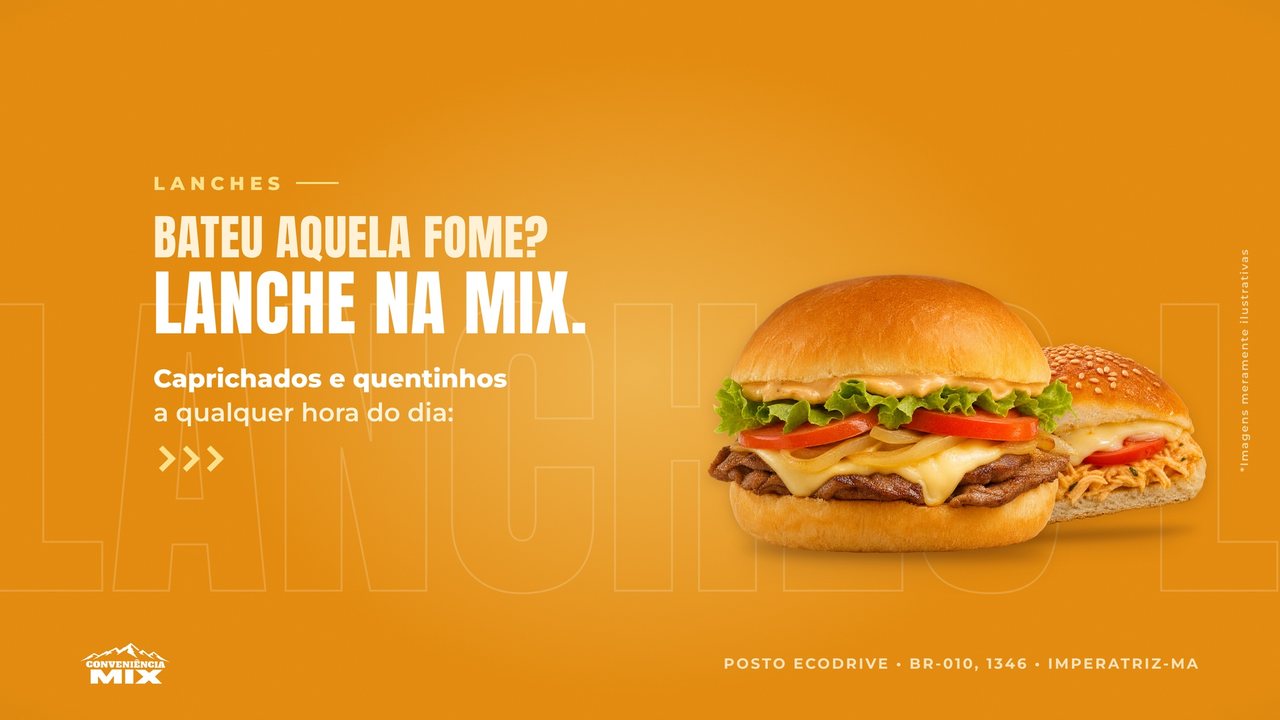 LANCHES
BATEU AQUELA FOME?
LANCHE NA MIX.
Caprichados e quentinhos
a qualquer hora do dia:
LANCHES L
*Imagens meramente ilustrativas
CONVENIÊNCIA
MIX
POSTO ECODRIVE • BR-010, 1346 • IMPERATRIZ-MA